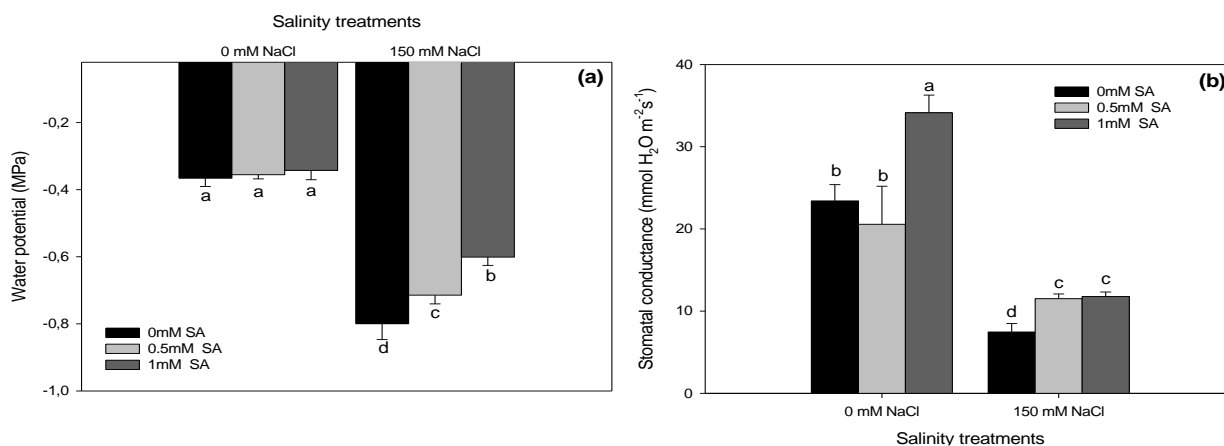 Salinity treatments
0 mM NaCl 150 mM NaCl
(a)
-0,2
-0,4
-0,6
-0,8
-1,0
Water potential (MPa)
a a a
d c b
0mM SA
0.5mM SA
1mM SA
(b)
40
30
20
10
0
Stomatal conductance (mmol H₂O m⁻²s⁻¹)
0mM SA
0.5mM SA
1mM SA
b b a
d c c
0 mM NaCl 150 mM NaCl
Salinity treatments